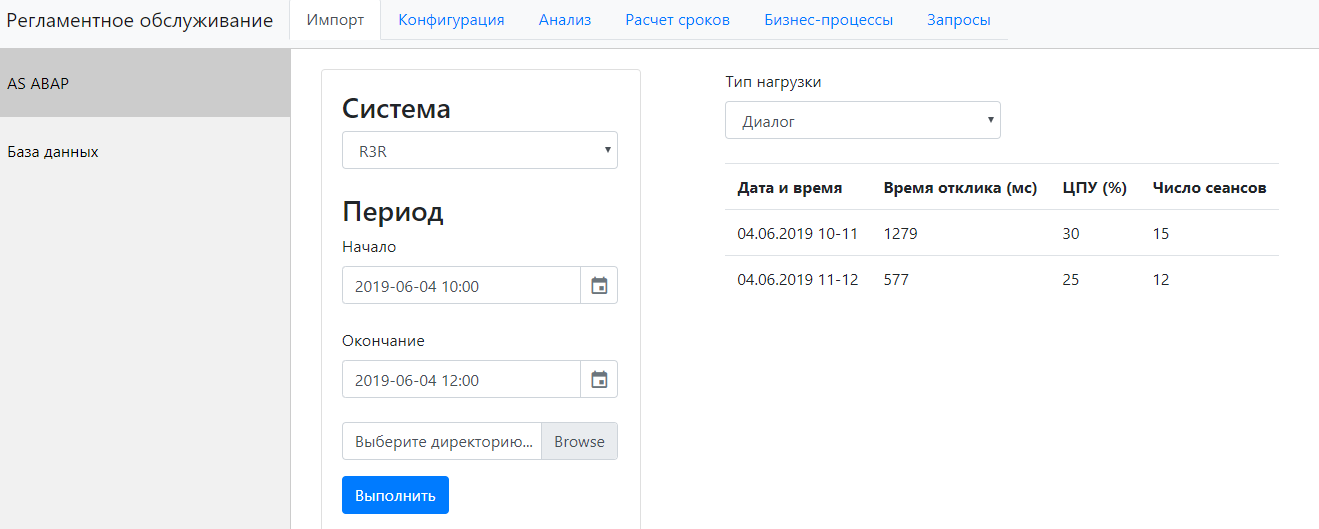 Регламентное обслуживание
Импорт Конфигурация Анализ Расчет сроков Бизнес-процессы Запросы
AS ABAP
База данных
Система
R3R
Период
Начало
2019-06-04 10:00
Окончание
2019-06-04 12:00
Выберите директорию... Browse
Выполнить
Тип нагрузки
Диалог
Дата и время Время отклика (мс) ЦПУ (%) Число сеансов
04.06.2019 10-11 1279 30 15
04.06.2019 11-12 577 25 12